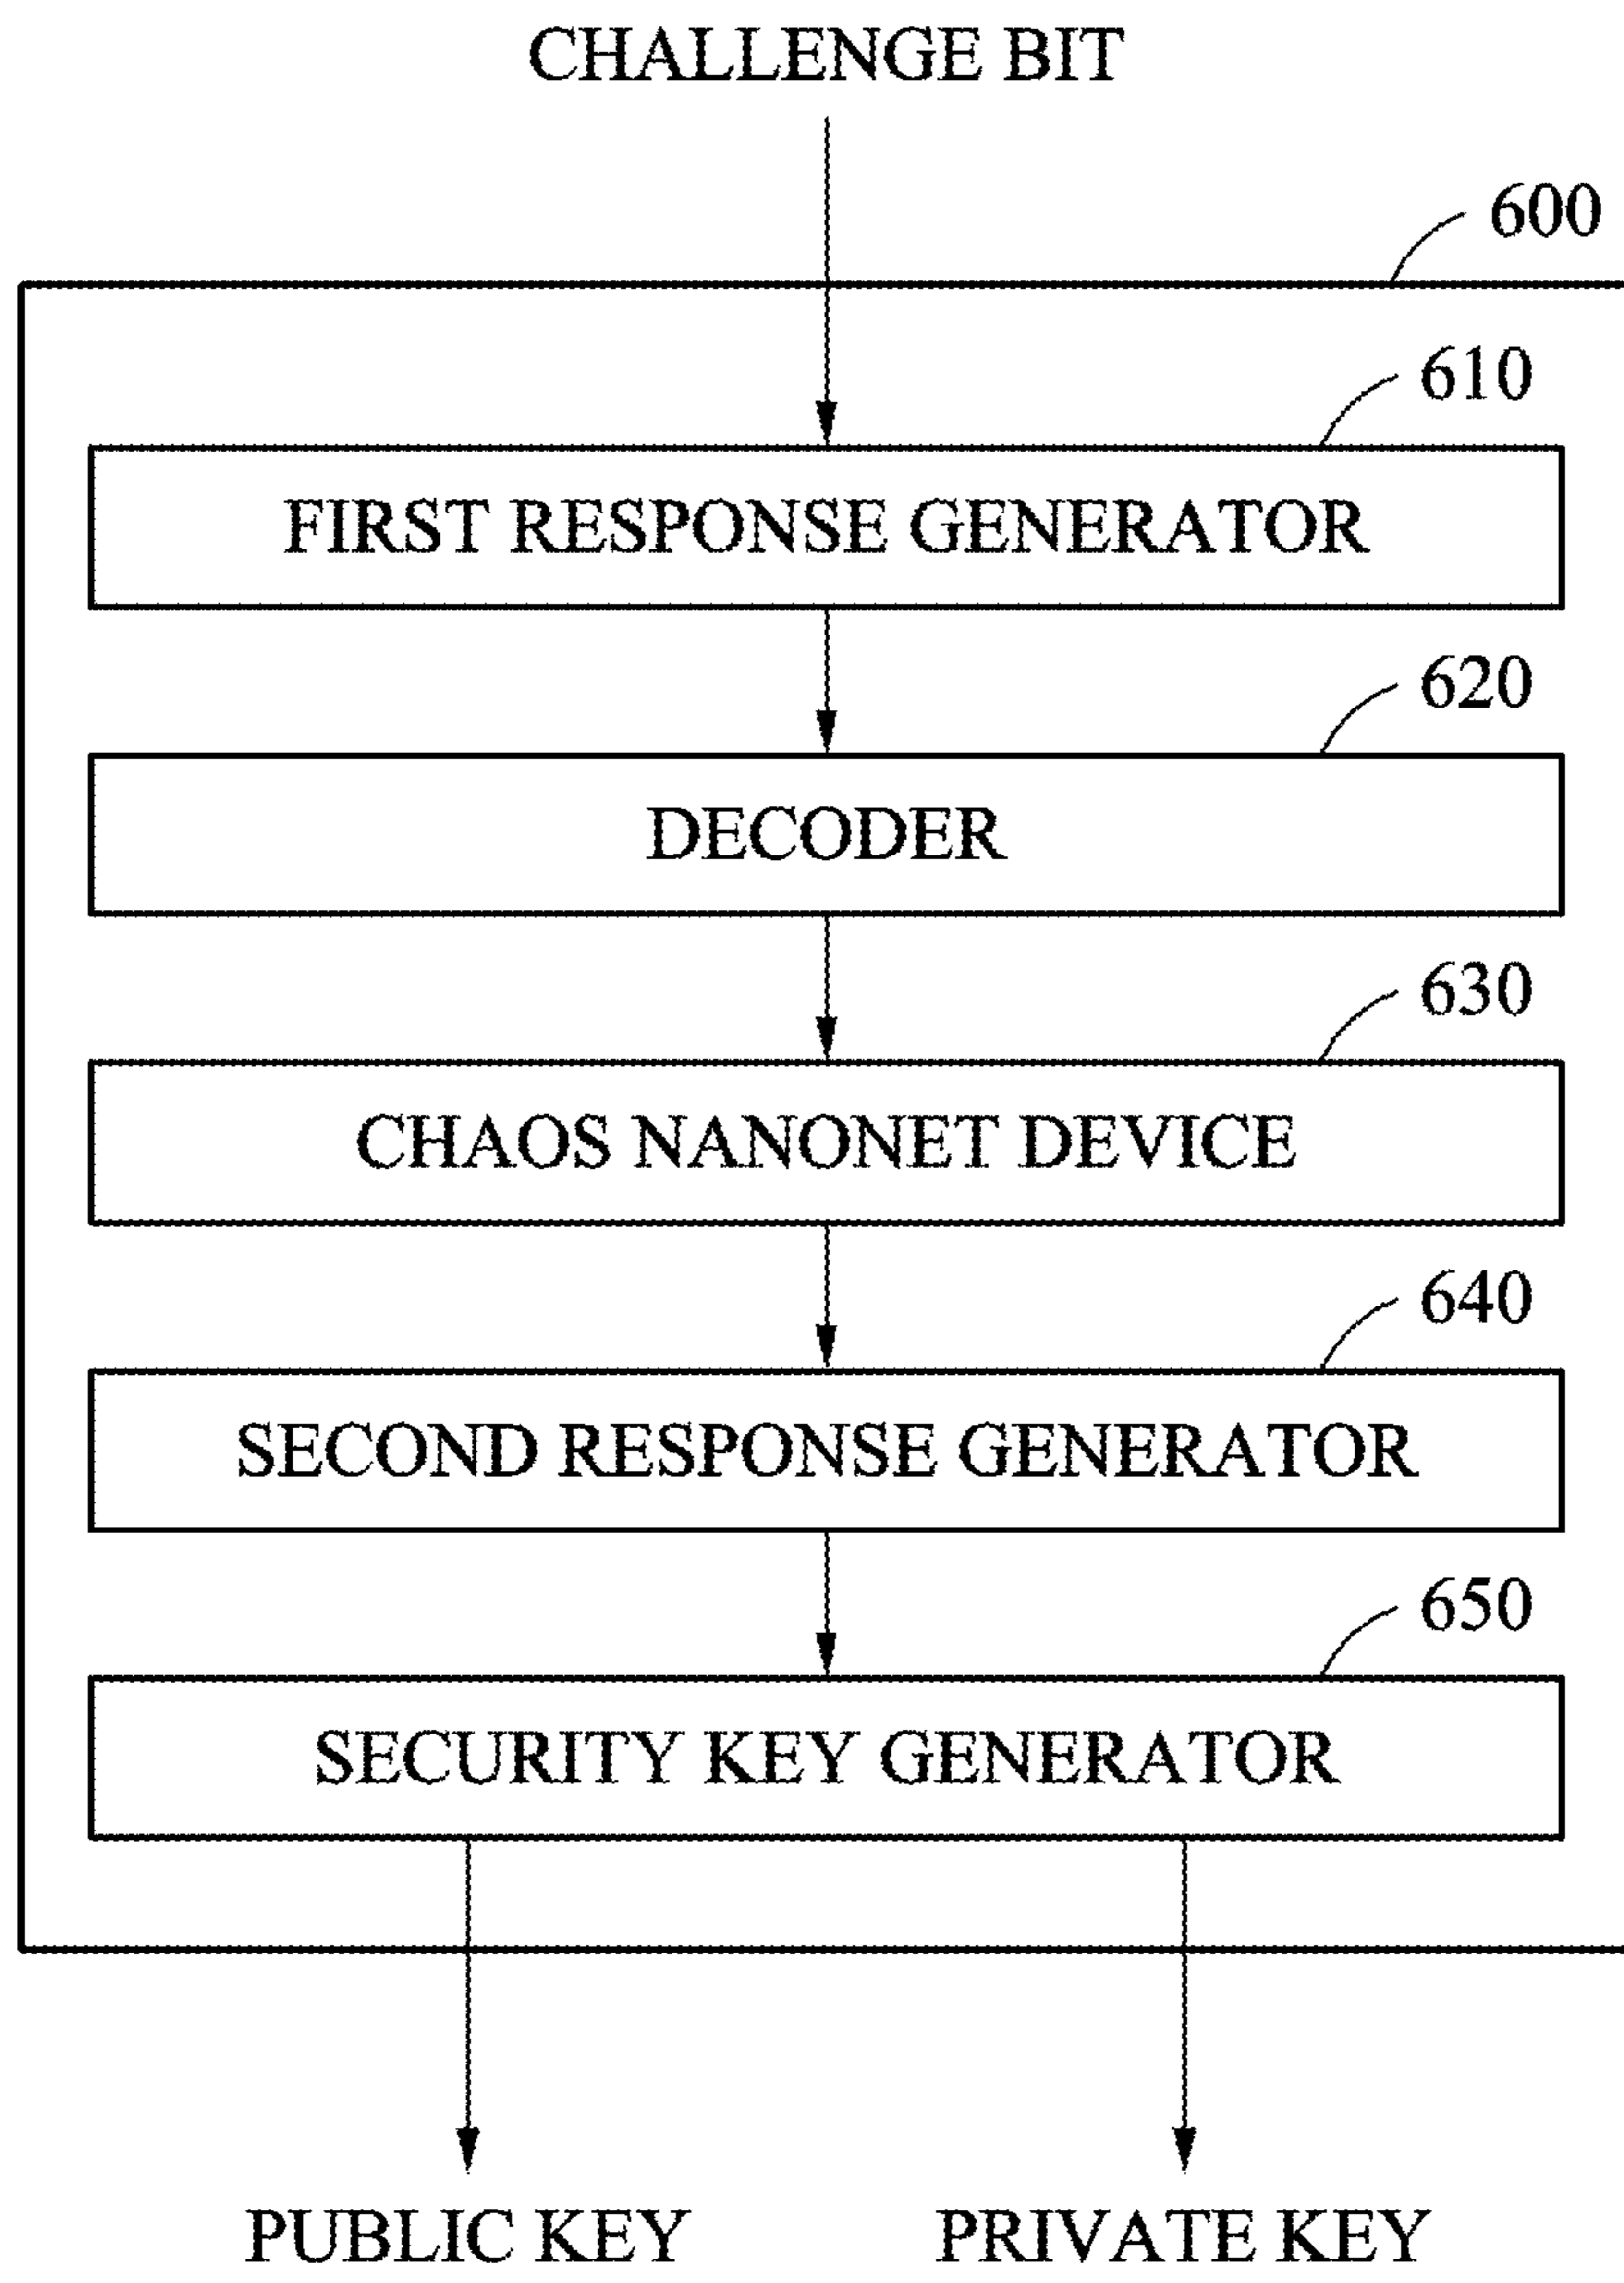 CHALLENGE BIT
600
610
FIRST RESPONSE GENERATOR
620
DECODER
630
CHAOS NANONET DEVICE
640
SECOND RESPONSE GENERATOR
650
SECURITY KEY GENERATOR
PUBLIC KEY
PRIVATE KEY